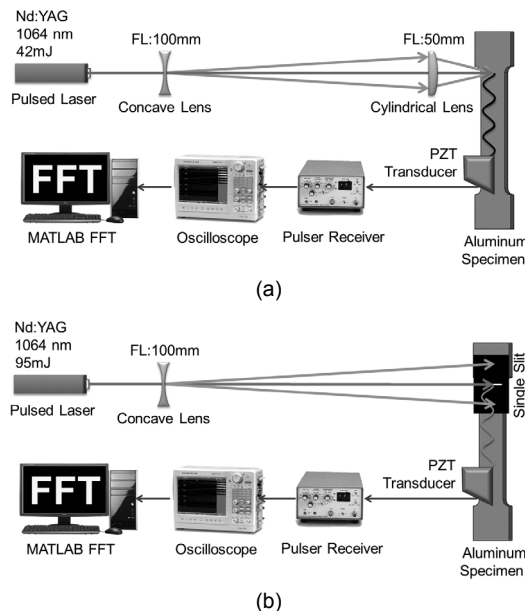 Nd:YAG
1064 nm
42mJ
FL:100mm
FL:50mm
Pulsed Laser
Concave Lens
Cylindrical Lens
PZT
Transducer
FFT
MATLAB FFT
Oscilloscope
Pulser Receiver
Aluminum
Specimen
(a)
Nd:YAG
1064 nm
95mJ
FL:100mm
Single Slit
Pulsed Laser
Concave Lens
PZT
Transducer
FFT
MATLAB FFT
Oscilloscope
Pulser Receiver
Aluminum
Specimen
(b)